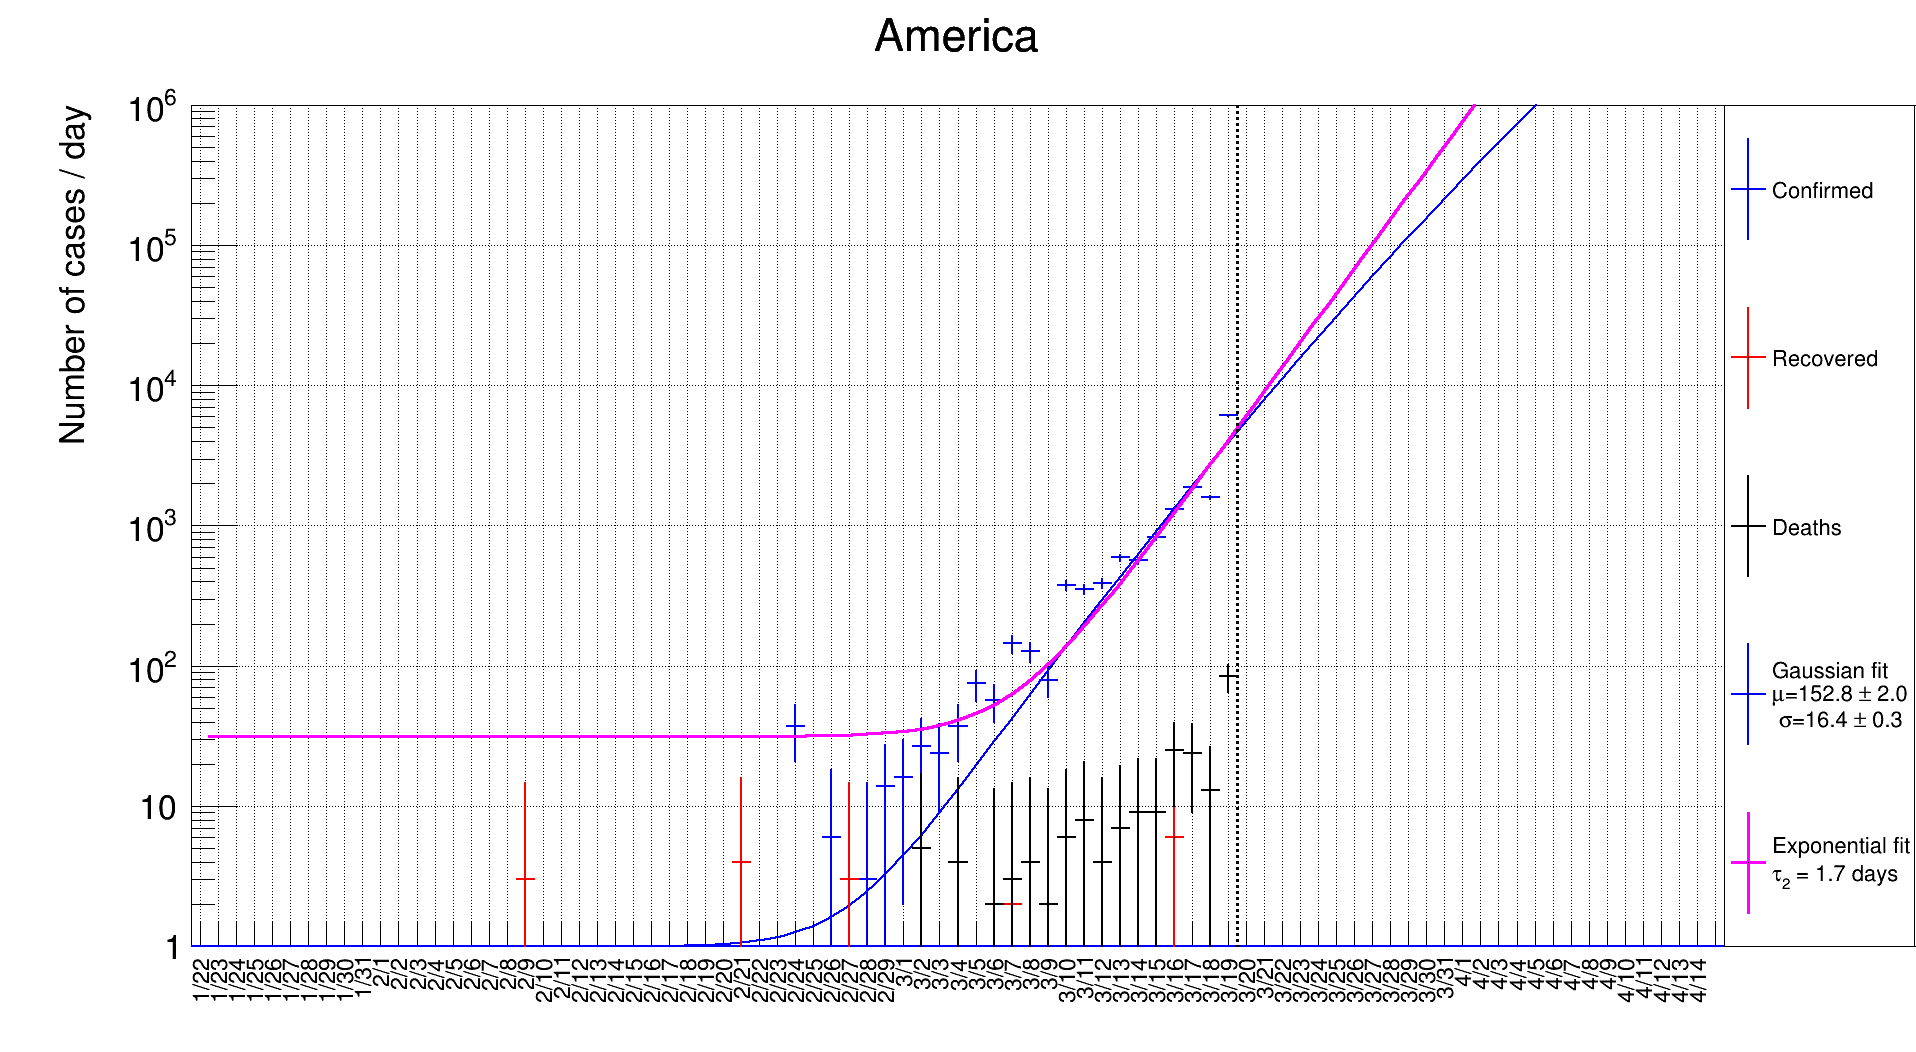 America
Number of cases / day
10^6
10^5
10^4
10^3
10^2
10
1
1/22 1/23 1/24 1/25 1/26 1/27 1/28 1/29 1/30 1/31 2/1 2/2 2/3 2/4 2/5 2/6 2/7 2/8 2/9 2/10 2/11 2/12 2/13 2/14 2/15 2/16 2/17 2/18 2/19 2/20 2/21 2/22 2/23 2/24 2/25 2/26 2/27 2/28 2/29 3/1 3/2 3/3 3/4 3/5 3/6 3/7 3/8 3/9 3/10 3/11 3/12 3/13 3/14 3/15 3/16 3/17 3/18 3/19 3/20 3/21 3/22 3/23 3/24 3/25 3/26 3/27 3/28 3/29 3/30 3/31 4/1 4/2 4/3 4/4 4/5 4/6 4/7 4/8 4/9 4/10 4/11 4/12 4/13 4/14
Confirmed
Recovered
Deaths
Gaussian fit
μ=152.8 ± 2.0
σ=16.4 ± 0.3
Exponential fit
τ₂ = 1.7 days